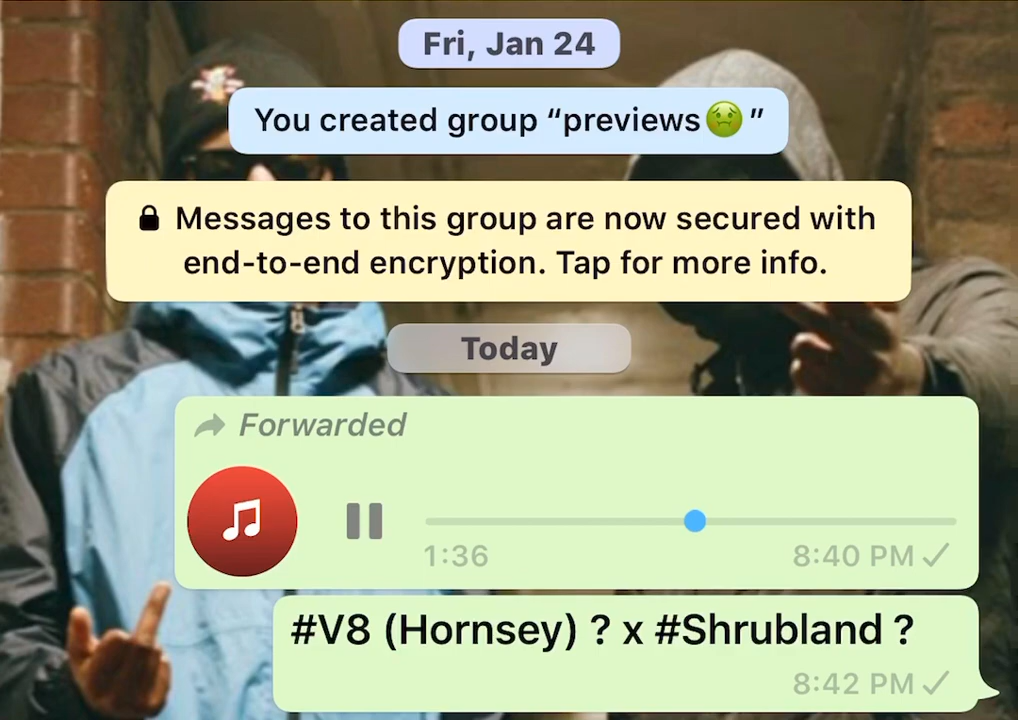 Fri, Jan 24
You created group “previews🤢”
Messages to this group are now secured with
end-to-end encryption. Tap for more info.
Today
Forwarded
1:36 8:40 PM
#V8 (Hornsey) ? x #Shrubland ?
8:42 PM